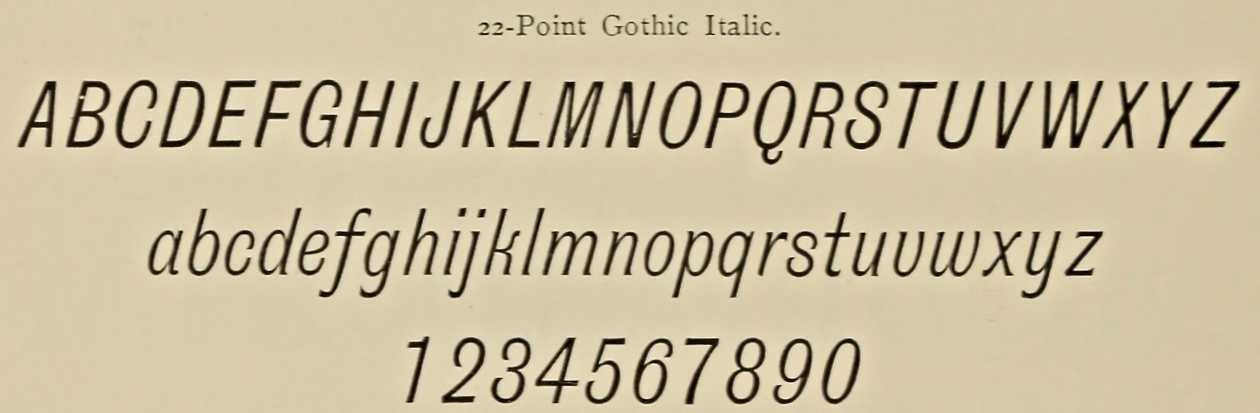 22-Point Gothic Italic.
ABCDEFGHIJKLMNOPQRSTUVWXYZ
abcdefghijklmnopqrstuvwxyz
1234567890